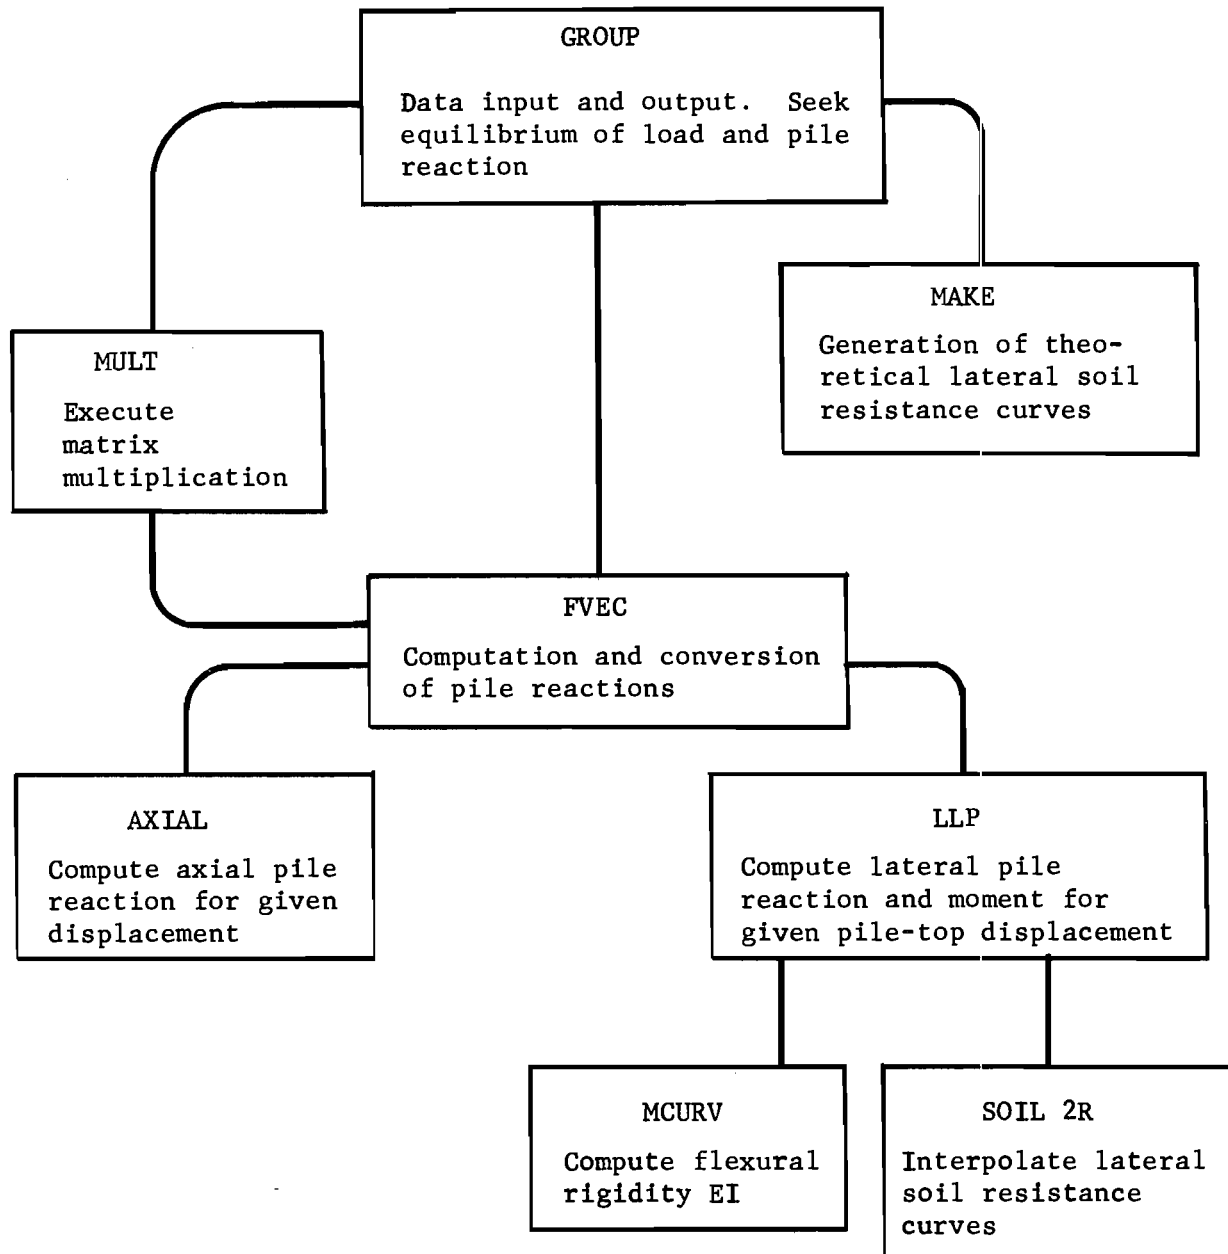 GROUP
Data input and output. Seek
equilibrium of load and pile
reaction
MAKE
Generation of theo-
retical lateral soil
resistance curves
MULT
Execute
matrix
multiplication
FVEC
Computation and conversion
of pile reactions
AXIAL
Compute axial pile
reaction for given
displacement
LLP
Compute lateral pile
reaction and moment for
given pile-top displacement
MCURV
Compute flexural
rigidity EI
SOIL 2R
Interpolate lateral
soil resistance
curves